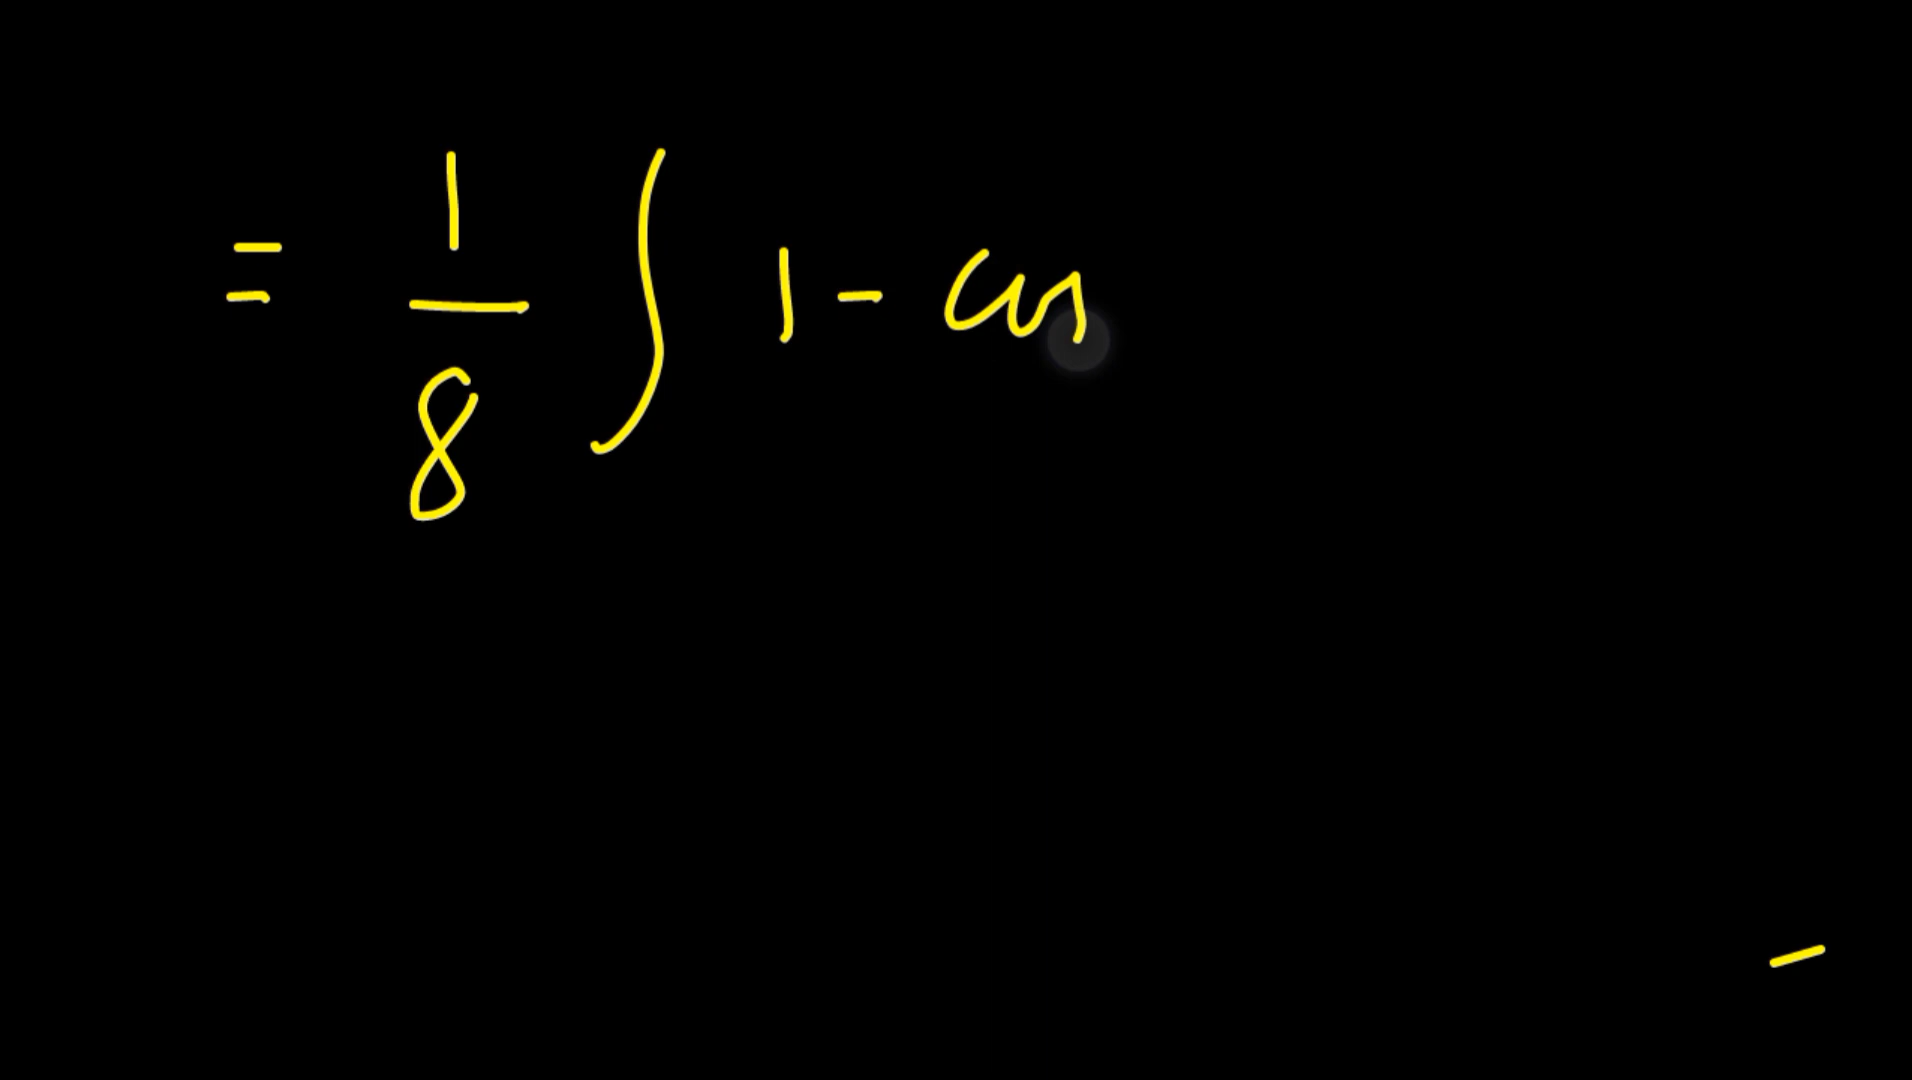 = 1/8 ∫ 1 - cos